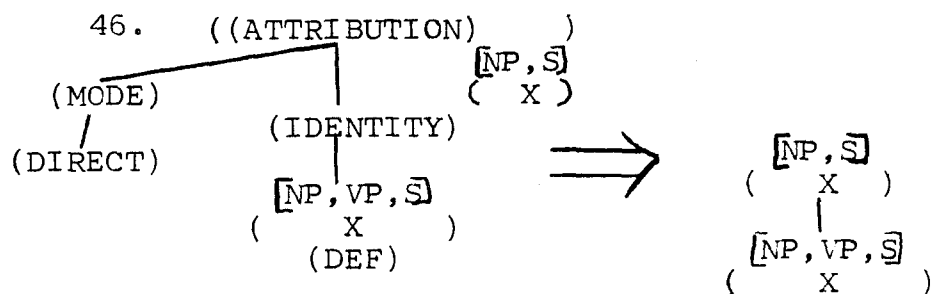 46. ((ATTRIBUTION) )
[NP,S]
(MODE) ( X )
(IDENTITY)
(DIRECT)
[NP,S]
[NP,VP,S] ( X )
( X )
(DEF) [NP,VP,S]
( X )